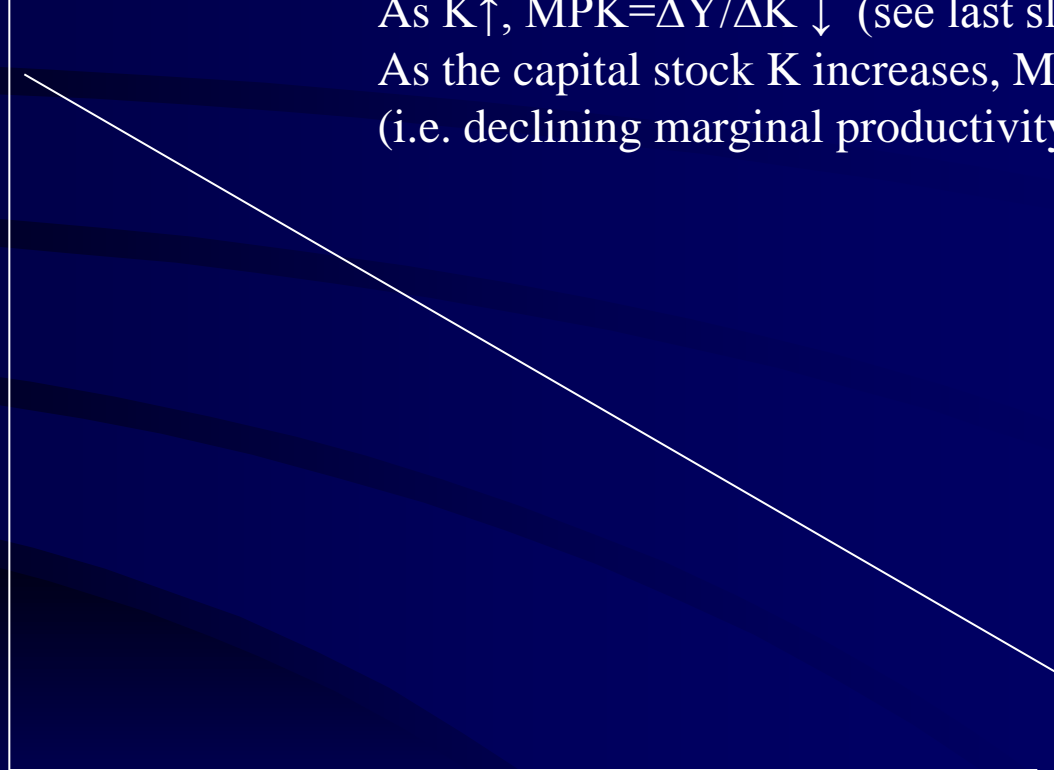 As K↑, MPK=ΔY/ΔK ↓ (see last sl
As the capital stock K increases, M
(i.e. declining marginal productivity